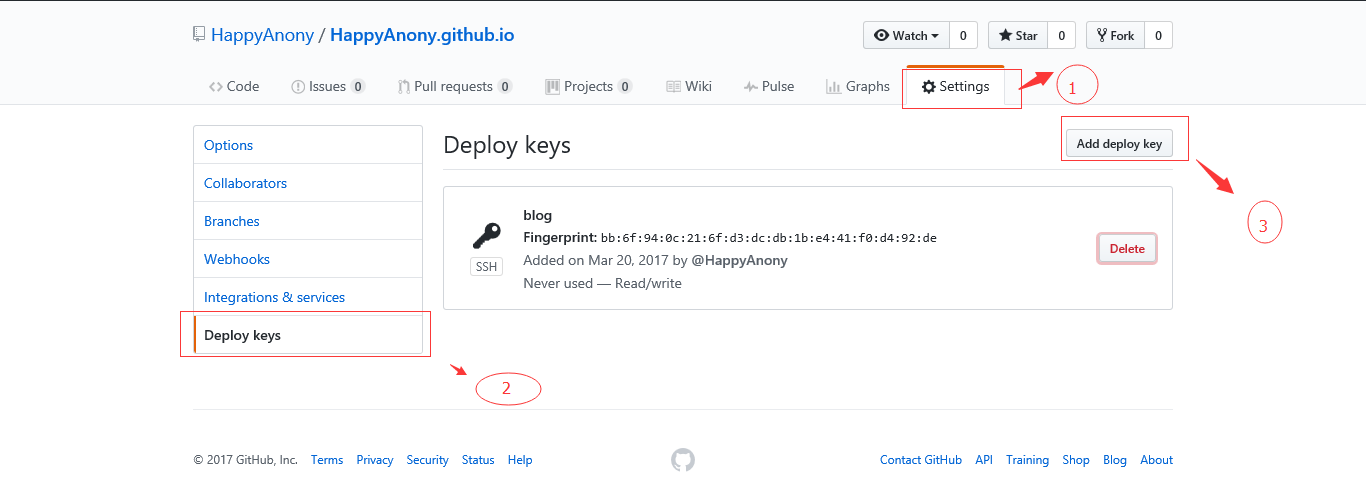 HappyAnony / HappyAnony.github.io
Watch 0 Star 0 Fork 0
Code Issues 0 Pull requests 0 Projects 0 Wiki Pulse Graphs Settings
1
Options
Collaborators
Branches
Webhooks
Integrations & services
Deploy keys
2
Deploy keys
Add deploy key
3
blog
Fingerprint: bb:6f:94:0c:21:6f:d3:dc:db:1b:e4:41:f0:d4:92:de
Added on Mar 20, 2017 by @HappyAnony
Never used — Read/write
SSH
Delete
© 2017 GitHub, Inc. Terms Privacy Security Status Help
Contact GitHub API Training Shop Blog About